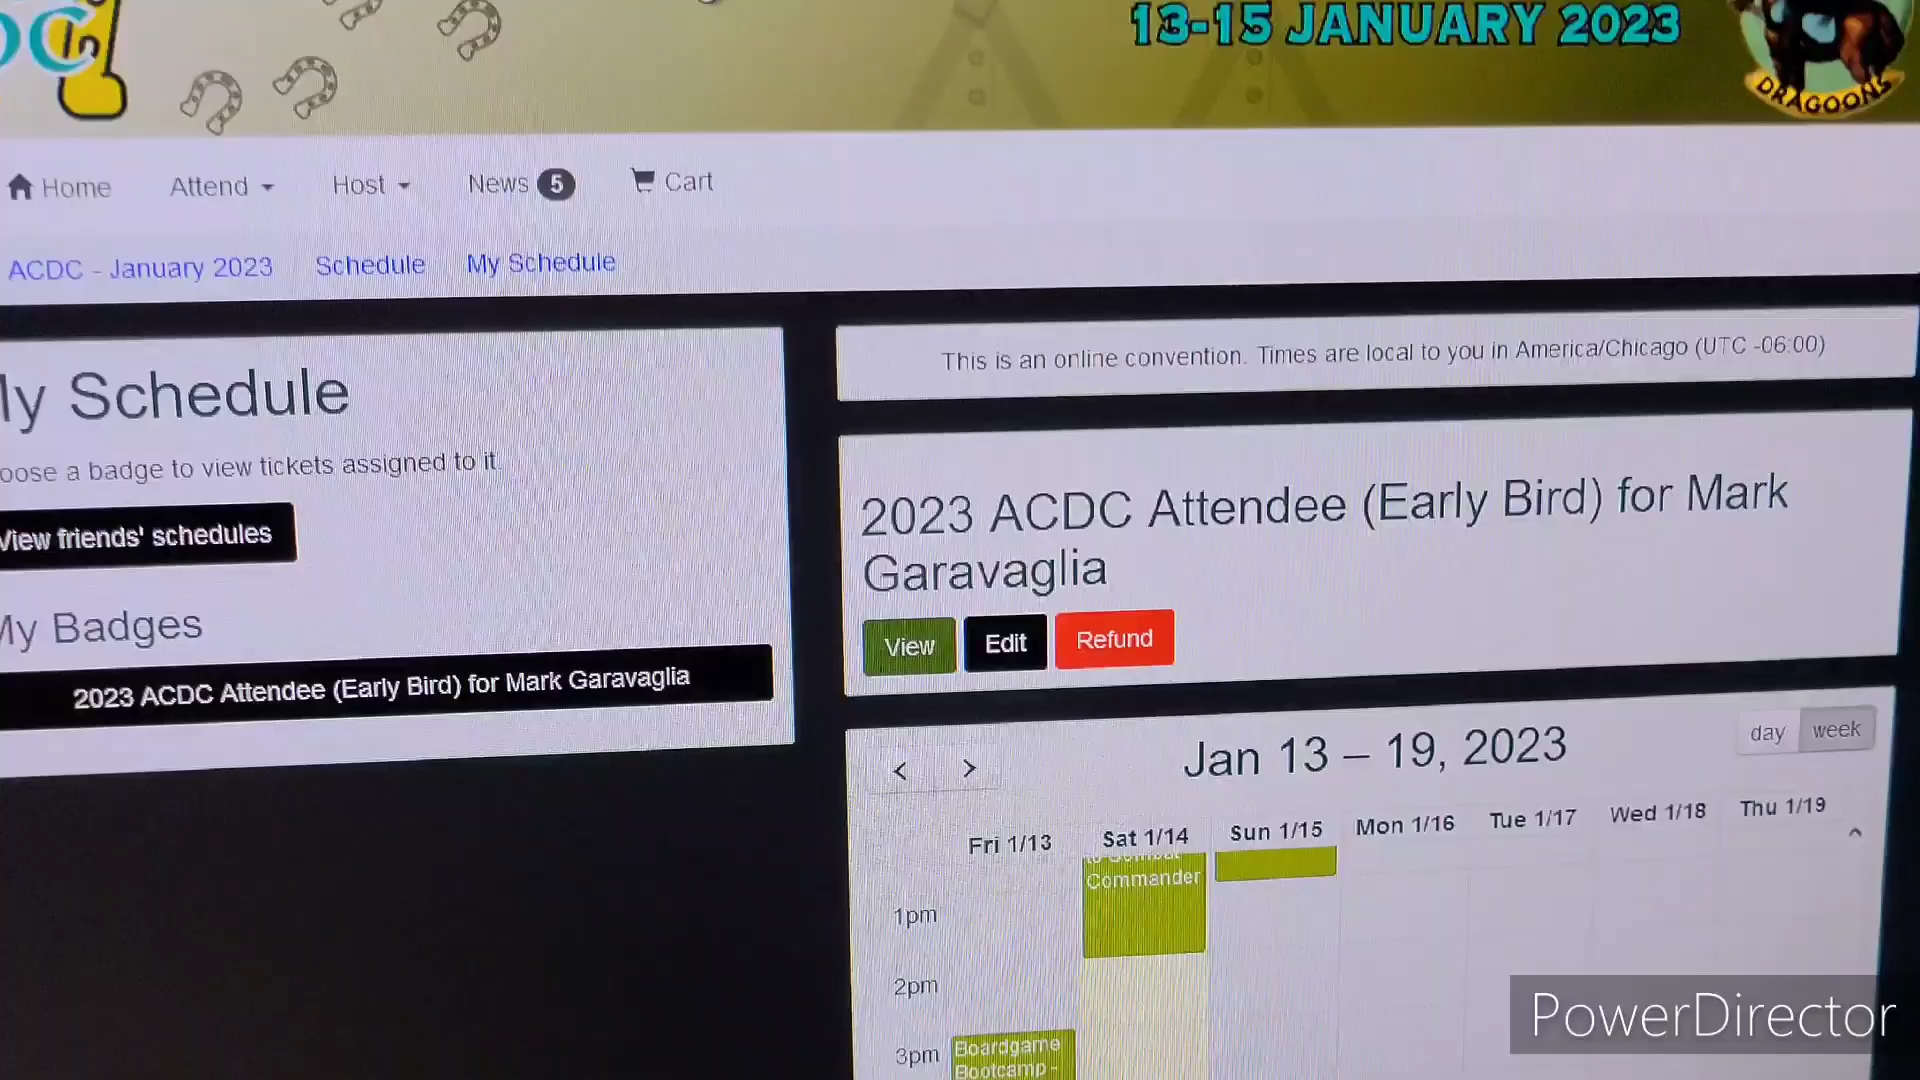 13-15 JANUARY 2023
DRAGOONS
Home
Attend
Host
News 5
Cart
ACDC - January 2023
Schedule
My Schedule
This is an online convention. Times are local to you in America/Chicago (UTC -06:00)
ly Schedule
oose a badge to view tickets assigned to it.
View friends' schedules
2023 ACDC Attendee (Early Bird) for Mark
Garavaglia
View
Edit
Refund
My Badges
2023 ACDC Attendee (Early Bird) for Mark Garavaglia
Jan 13 – 19, 2023
day
week
Fri 1/13
Sat 1/14
Sun 1/15
Mon 1/16
Tue 1/17
Wed 1/18
Thu 1/19
to Combat
Commander
1pm
2pm
3pm
Boardgame
Bootcamp -
PowerDirector